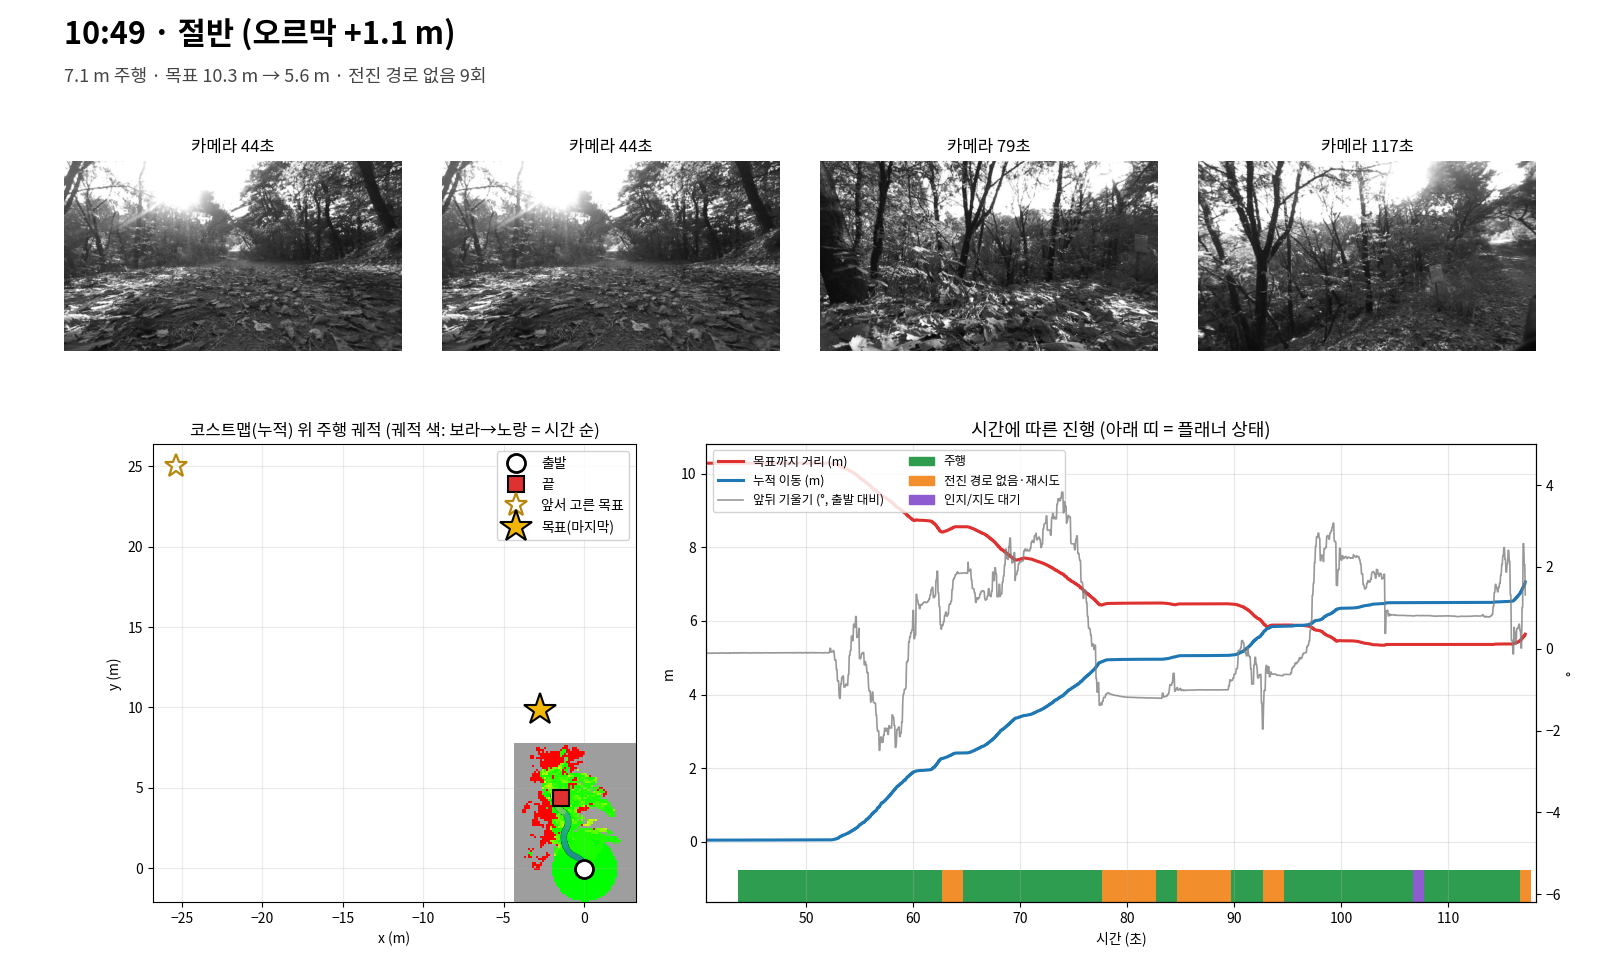 10:49 · 절반 (오르막 +1.1 m)
7.1 m 주행 · 목표 10.3 m → 5.6 m · 전진 경로 없음 9회
카메라 44초
카메라 44초
카메라 79초
카메라 117초
코스트맵(누적) 위 주행 궤적 (궤적 색: 보라→노랑 = 시간 순)
출발
끝
앞서 고른 목표
목표(마지막)
25
20
15
10
5
0
y (m)
−25
−20
−15
−10
−5
0
x (m)
시간에 따른 진행 (아래 띠 = 플래너 상태)
목표까지 거리 (m)
누적 이동 (m)
앞뒤 기울기 (°, 출발 대비)
주행
전진 경로 없음·재시도
인지/지도 대기
10
8
6
4
2
0
m
4
2
0
−2
−4
−6
°
50
60
70
80
90
100
110
시간 (초)